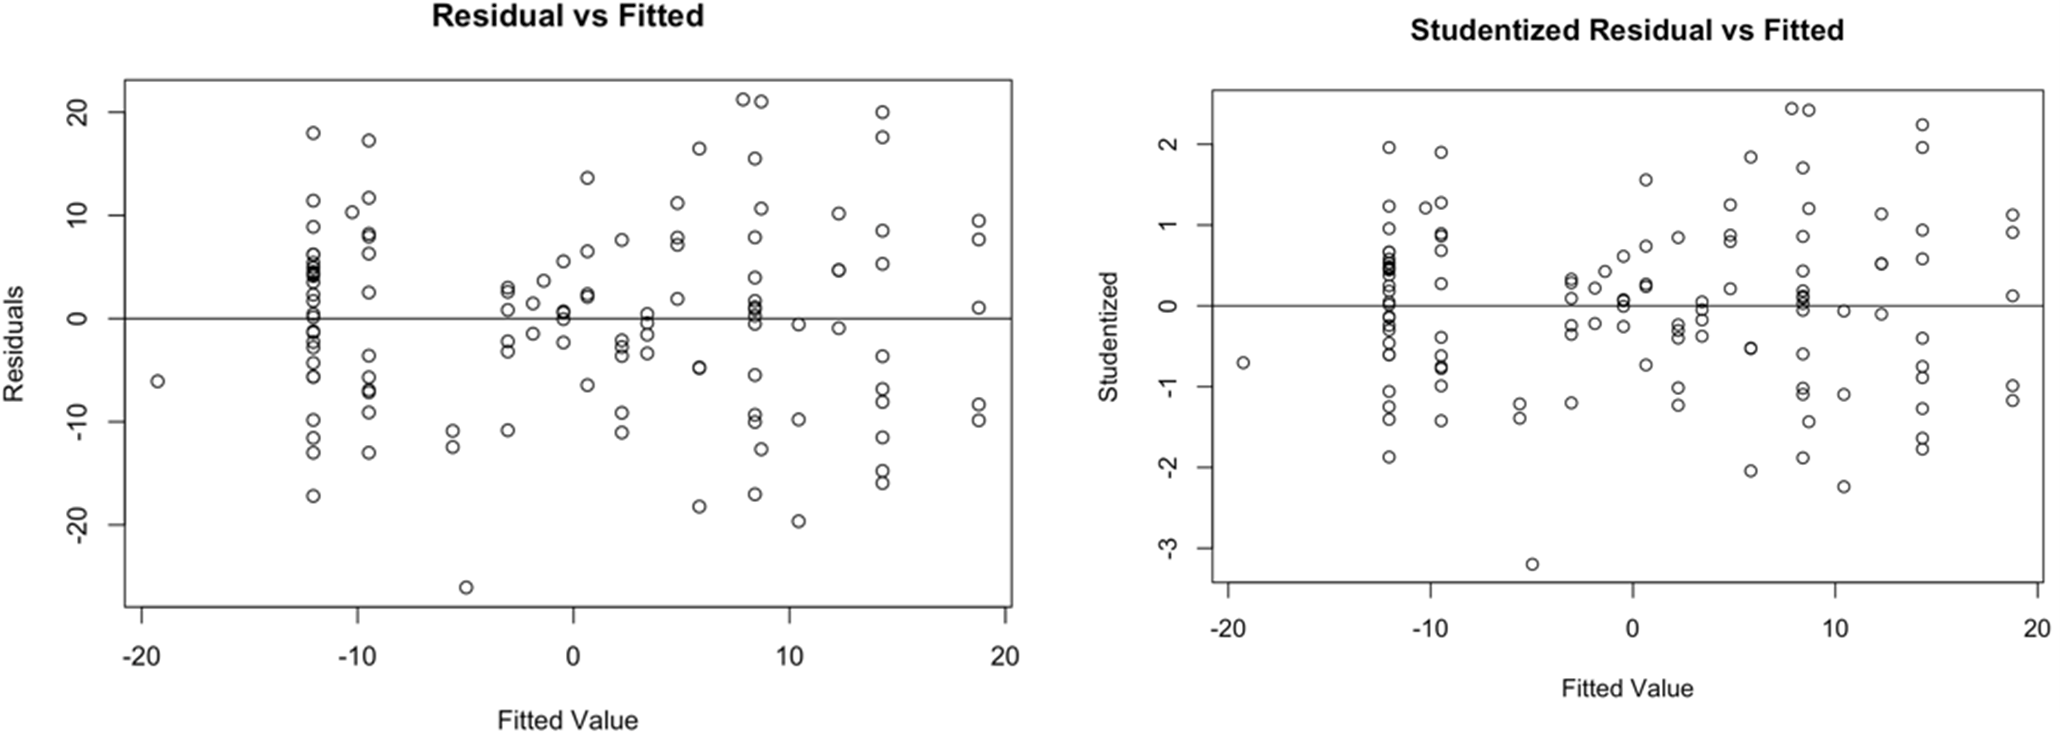 Residual vs Fitted
Residuals
20
10
0
-10
-20
-20 -10 0 10 20
Fitted Value
Studentized Residual vs Fitted
Studentized
2
1
0
-1
-2
-3
-20 -10 0 10 20
Fitted Value